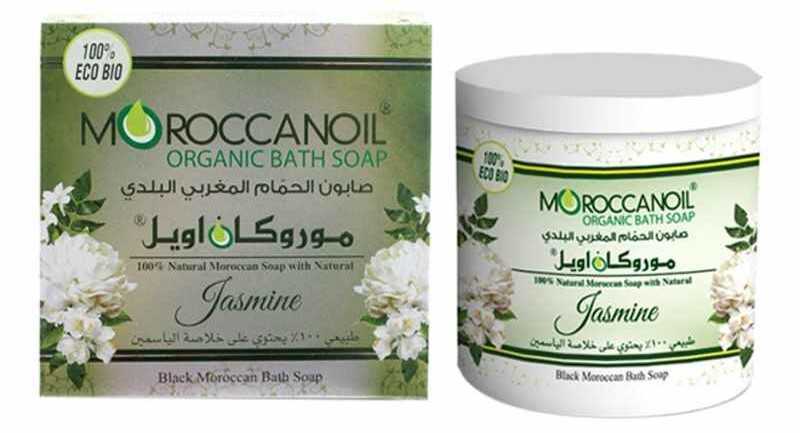 100%
ECO BIO
MOROCCANOIL®
ORGANIC BATH SOAP
صابون الحمّام المغربي البلدي
موروكان اويل®
100% Natural Moroccan Soap with Natural
Jasmine
طبيعي ١٠٠٪ يحتوي على خلاصة الياسمين
Black Moroccan Bath Soap
100%
ECO BIO
MOROCCANOIL®
ORGANIC BATH SOAP
صابون الحمّام المغربي البلدي
موروكان اويل®
100% Natural Moroccan Soap with Natural
Jasmine
طبيعي ١٠٠٪ يحتوي على خلاصة الياسمين
Black Moroccan Bath Soap